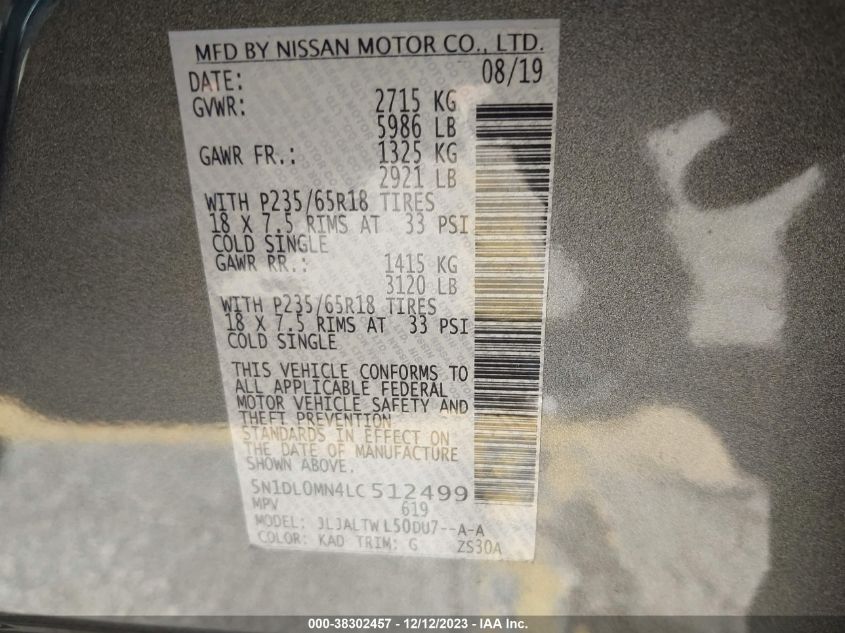 MFD BY NISSAN MOTOR CO., LTD.
DATE: 08/19
GVWR: 2715 KG
5986 LB
GAWR FR.: 1325 KG
2921 LB
WITH P235/65R18 TIRES
18 X 7.5 RIMS AT 33 PSI
COLD SINGLE
GAWR RR.: 1415 KG
3120 LB
WITH P235/65R18 TIRES
18 X 7.5 RIMS AT 33 PSI
COLD SINGLE
THIS VEHICLE CONFORMS TO
ALL APPLICABLE FEDERAL
MOTOR VEHICLE SAFETY AND
THEFT PREVENTION
STANDARDS IN EFFECT ON
THE DATE OF MANUFACTURE
SHOWN ABOVE.
5N1DL0MN4LC512499
MPV 619
MODEL: JLJALTWL50DU7--A-A
COLOR: KAD TRIM: G ZS30A
000-38302457 - 12/12/2023 - IAA Inc.